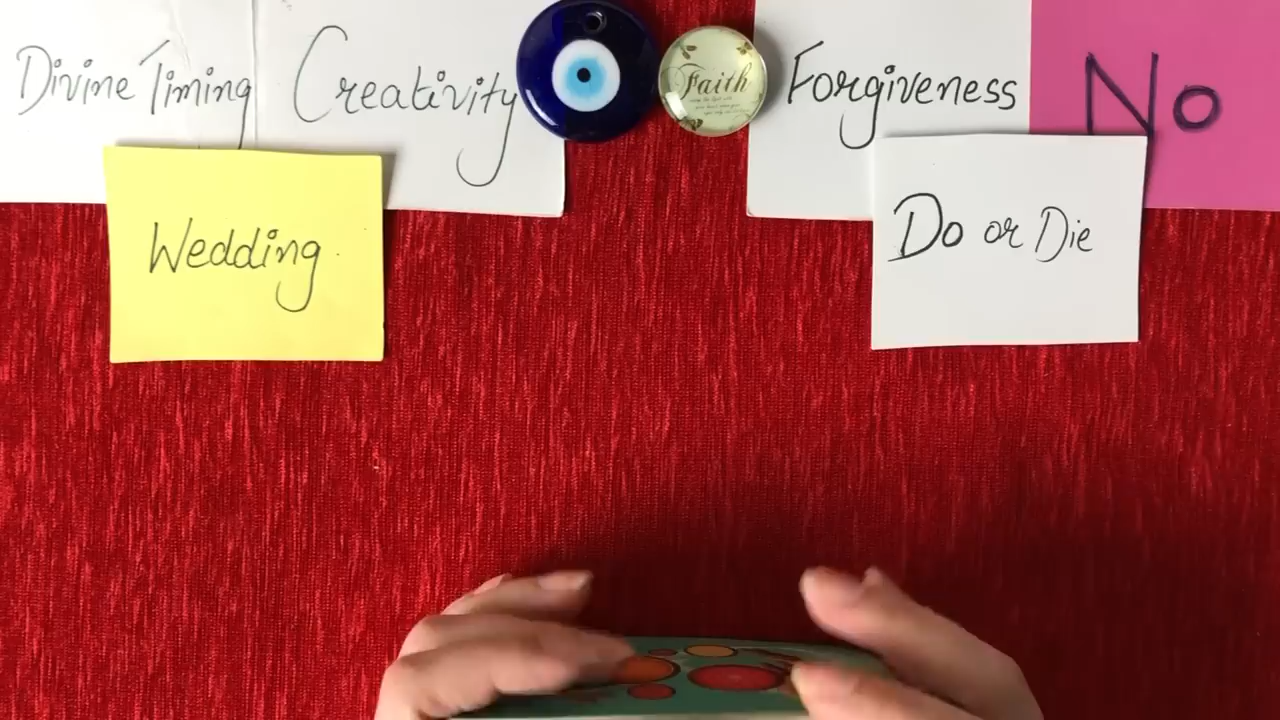 Divine Timing
Creativity
Faith
Forgiveness
No
Wedding
Do or Die